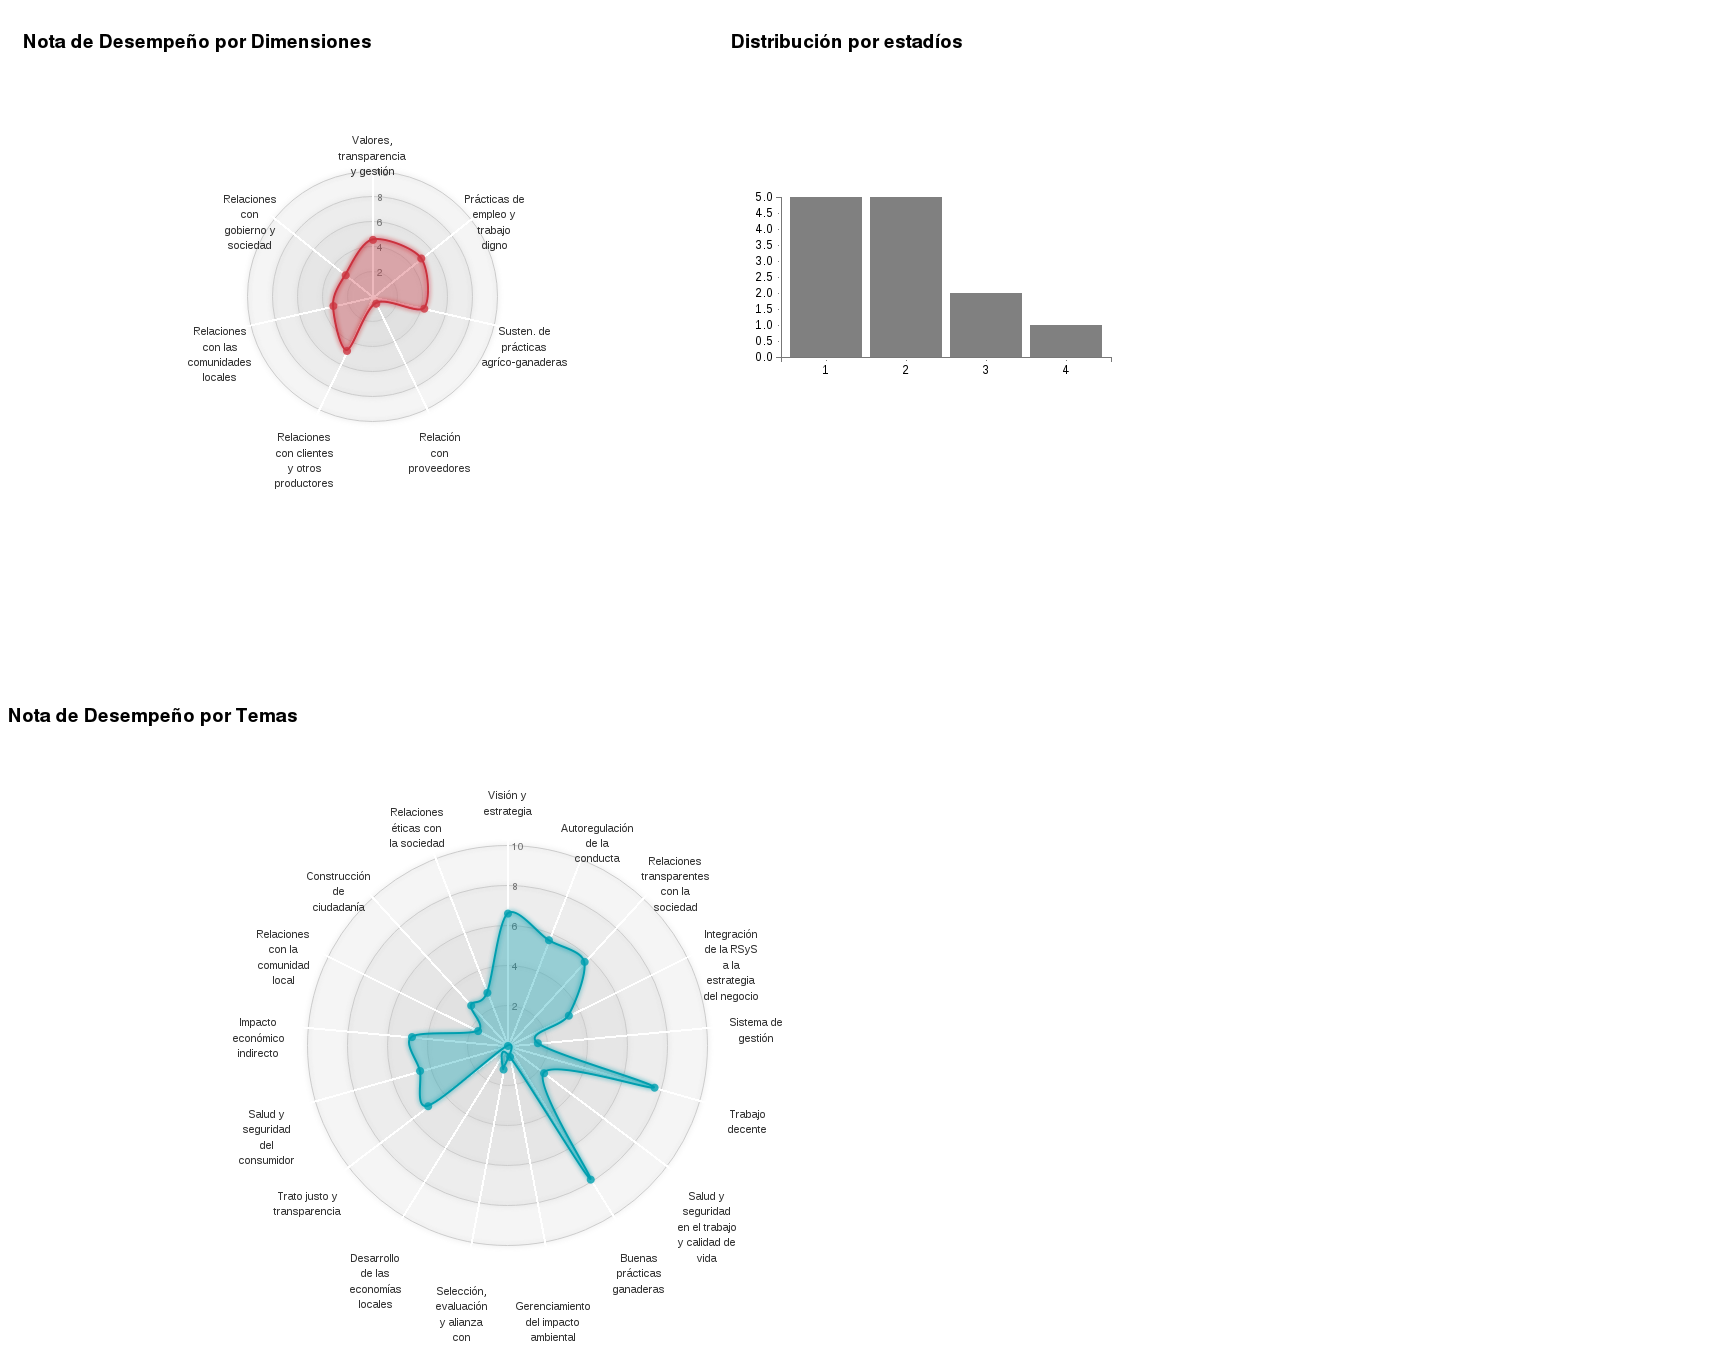 Nota de Desempeño por Dimensiones
Valores,
transparencia
y gestión
10
8
6
4
2
Prácticas de
empleo y
trabajo
digno
Susten. de
prácticas
agríco-ganaderas
Relación
con
proveedores
Relaciones
con clientes
y otros
productores
Relaciones
con las
comunidades
locales
Relaciones
con
gobierno y
sociedad
Distribución por estadíos
5.0
4.5
4.0
3.5
3.0
2.5
2.0
1.5
1.0
0.5
0.0
1 2 3 4
Nota de Desempeño por Temas
Visión y
estrategia
10
8
6
4
2
Autoregulación
de la
conducta
Relaciones
transparentes
con la
sociedad
Integración
de la RSyS
a la
estrategia
del negocio
Sistema de
gestión
Trabajo
decente
Salud y
seguridad
en el trabajo
y calidad de
vida
Buenas
prácticas
ganaderas
Gerenciamiento
del impacto
ambiental
Selección,
evaluación
y alianza
con
Desarrollo
de las
economías
locales
Trato justo y
transparencia
Salud y
seguridad
del
consumidor
Impacto
económico
indirecto
Relaciones
con la
comunidad
local
Construcción
de
ciudadanía
Relaciones
éticas con
la sociedad